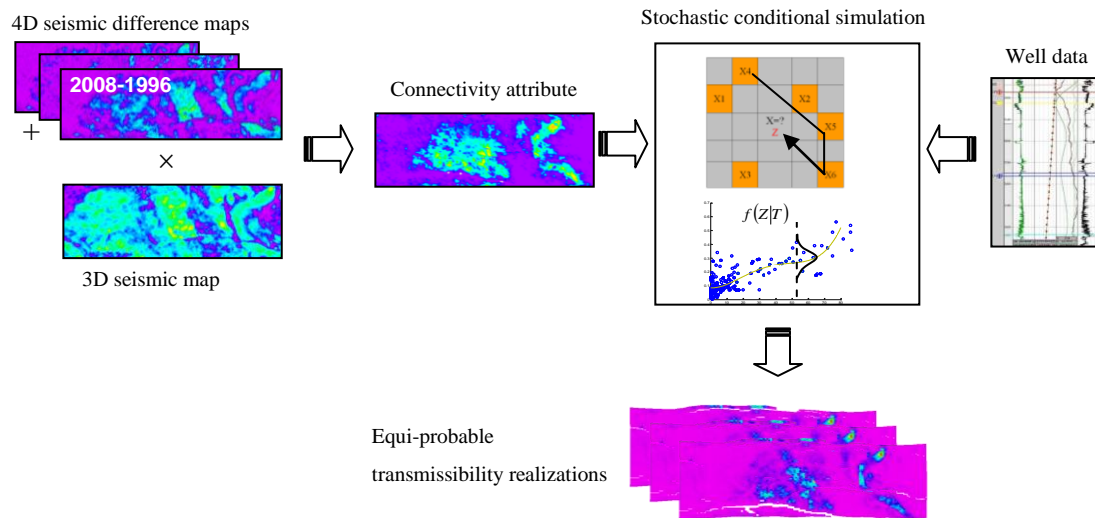 4D seismic difference maps
2008-1996
+
×
3D seismic map
Connectivity attribute
Stochastic conditional simulation
X4
X1
X2
X=?
X5
Z
X3
X6
f(Z|T)
Well data
Equi-probable
transmissibility realizations